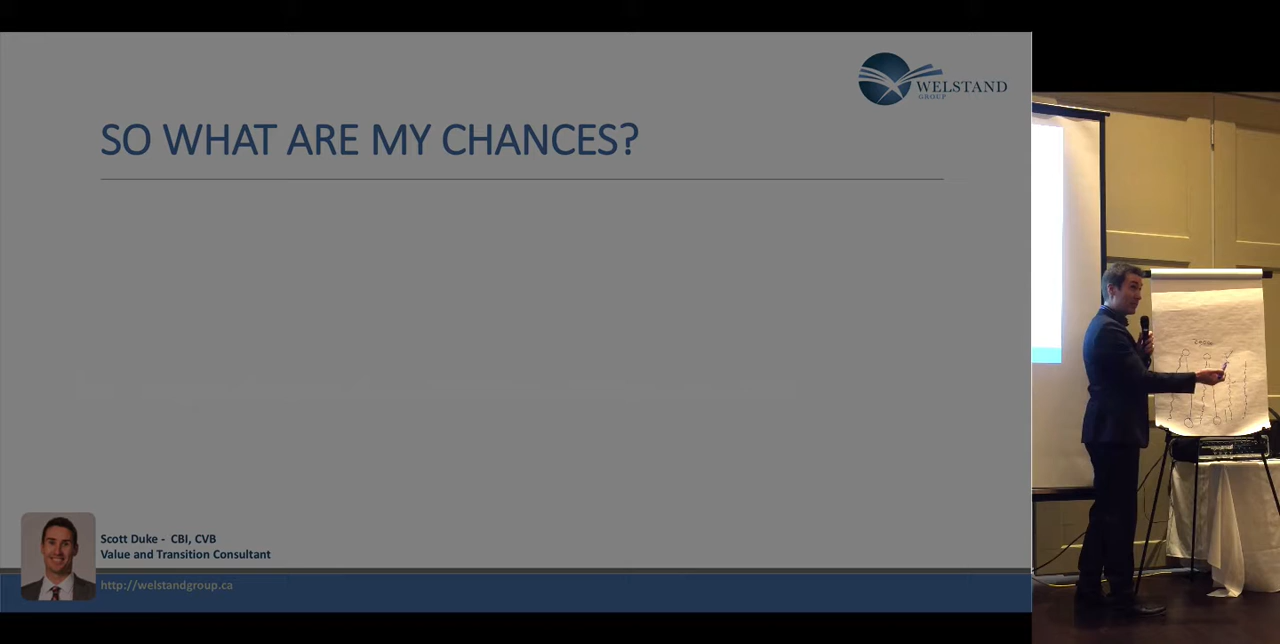 WELSTAND
GROUP
SO WHAT ARE MY CHANCES?
Scott Duke - CBI, CVB
Value and Transition Consultant
http://welstandgroup.ca